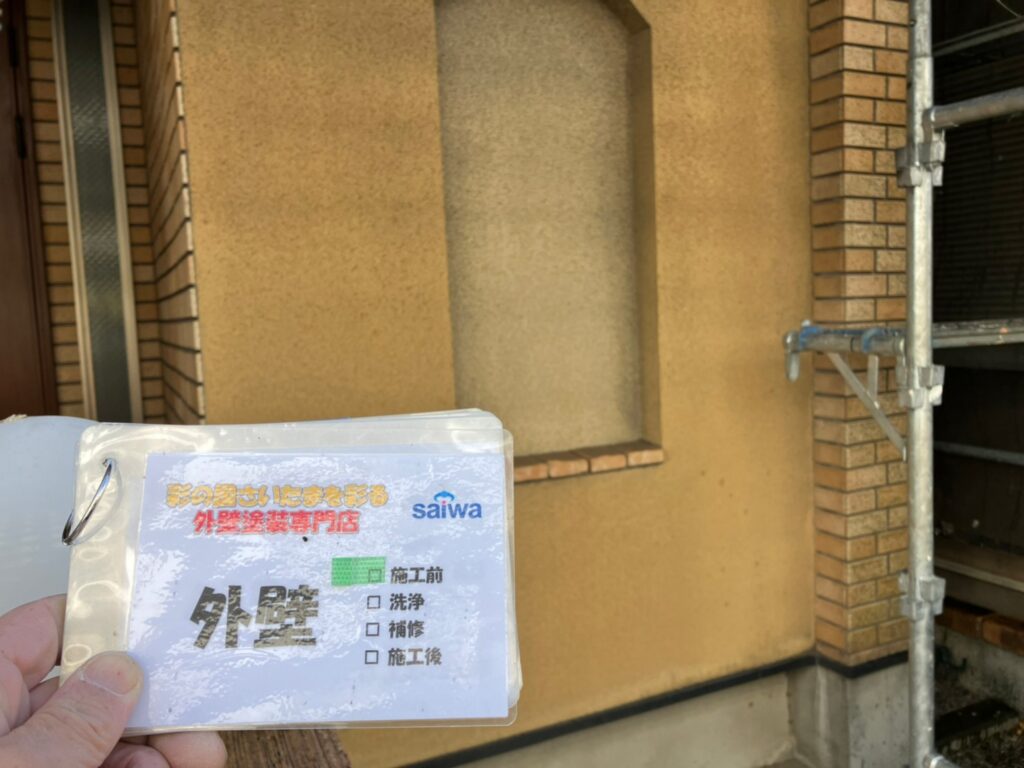 彩の国さいたまを彩る
外壁塗装専門店
saiwa
外壁
□ 施工前
□ 洗浄
□ 補修
□ 施工後